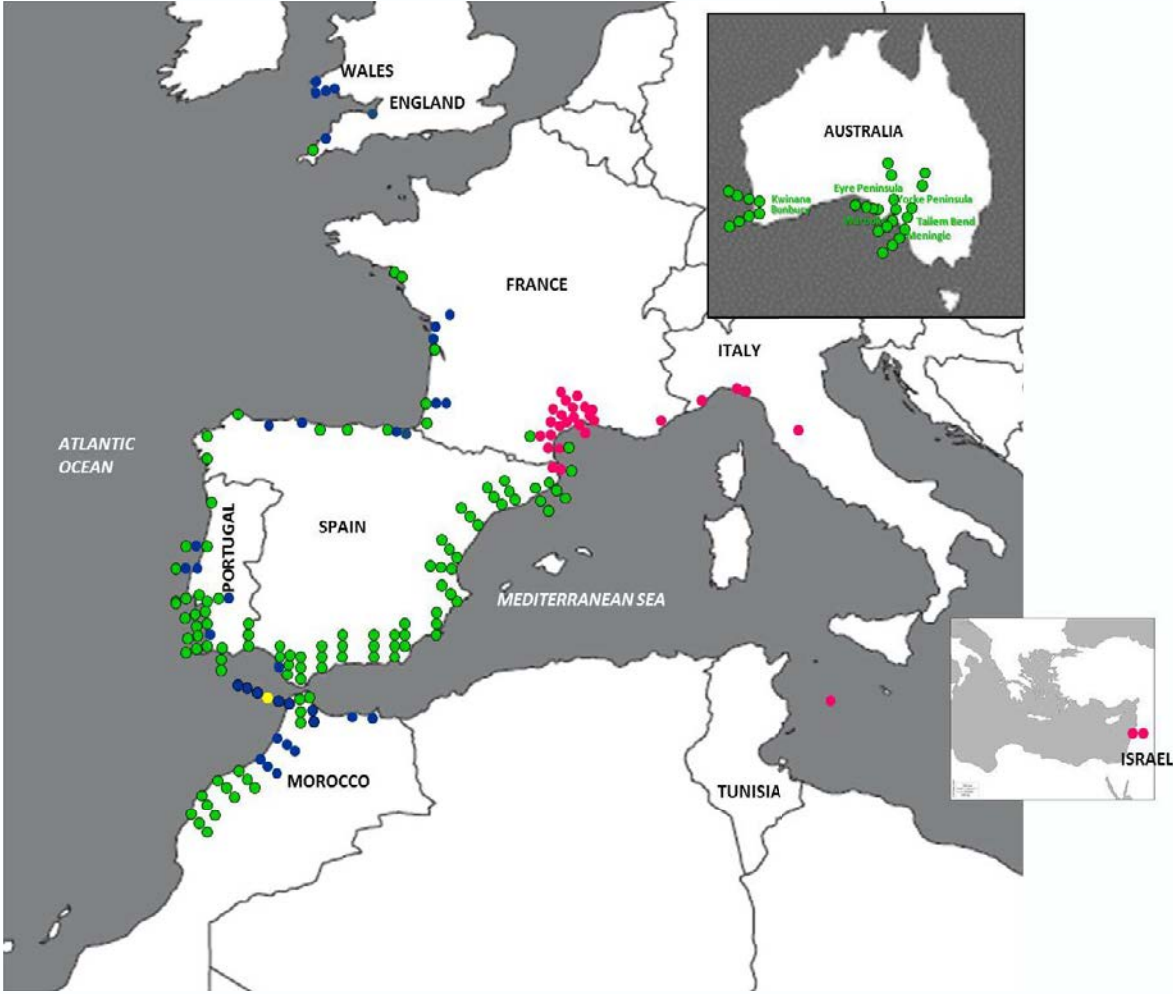 WALES
ENGLAND
AUSTRALIA
Eyre Peninsula
Kwinana
Bunbury
Yorke Peninsula
Tailem Bend
Meningie
FRANCE
ITALY
ATLANTIC
OCEAN
SPAIN
PORTUGAL
MEDITERRANEAN SEA
ISRAEL
MOROCCO
TUNISIA